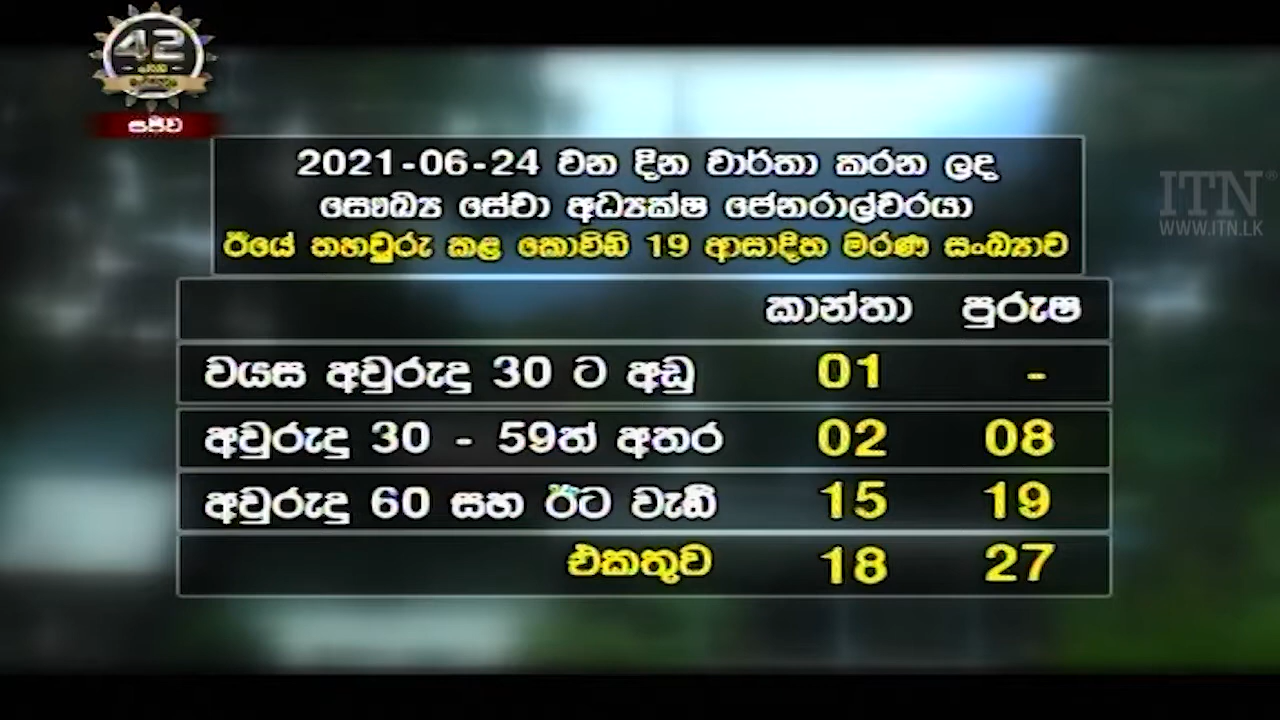 42
සජීව
2021-06-24 වන දින වාර්තා කරන ලද
සෞඛ්‍ය සේවා අධ්‍යක්ෂ ජෙනරාල්වරයා
ඊයේ තහවුරු කළ කොවිඩ් 19 ආසාදිත මරණ සංඛ්‍යාව
ITN
WWW.ITN.LK
කාන්තා පුරුෂ
වයස අවුරුදු 30 ට අඩු 01 -
අවුරුදු 30 - 59ත් අතර 02 08
අවුරුදු 60 සහ ඊට වැඩි 15 19
එකතුව 18 27